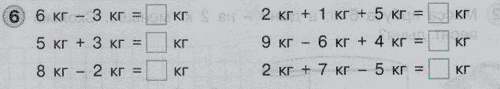 6 6 кг – 3 кг = □ кг 2 кг + 1 кг + 5 кг = □ кг
5 кг + 3 кг = □ кг 9 кг – 6 кг + 4 кг = □ кг
8 кг – 2 кг = □ кг 2 кг + 7 кг – 5 кг = □ кг